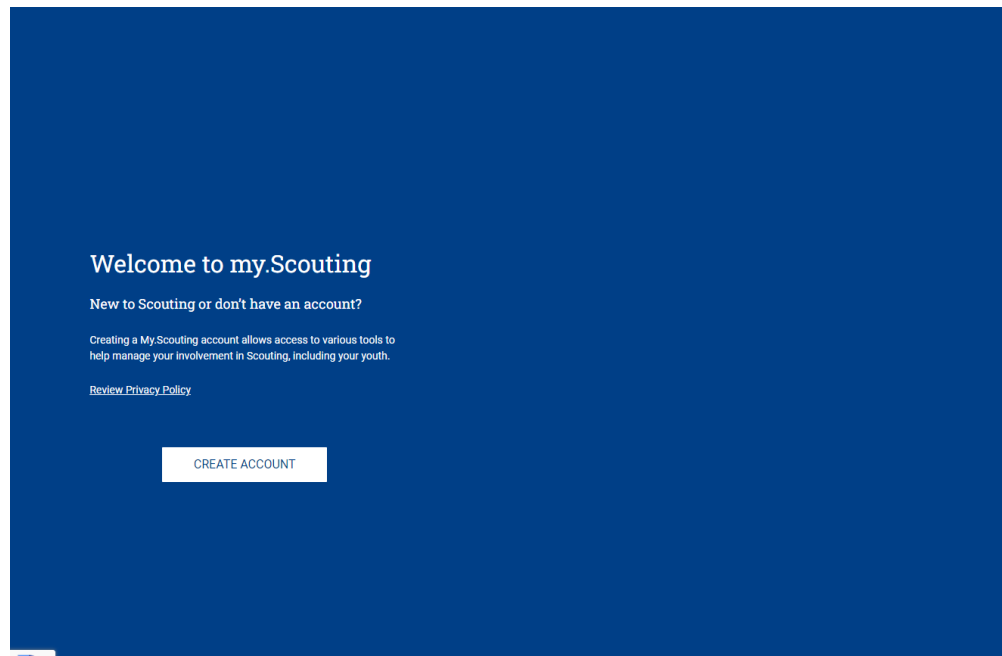 Welcome to my.Scouting
New to Scouting or don't have an account?
Creating a My.Scouting account allows access to various tools to
help manage your involvement in Scouting, including your youth.
Review Privacy Policy
CREATE ACCOUNT